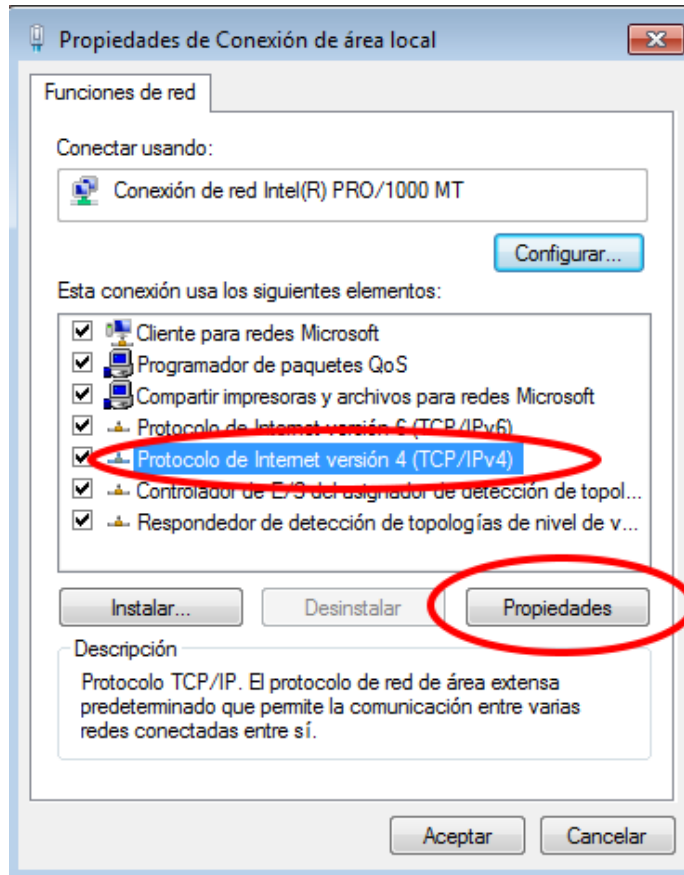 Propiedades de Conexión de área local
Funciones de red
Conectar usando:
Conexión de red Intel(R) PRO/1000 MT
Configurar...
Esta conexión usa los siguientes elementos:
Cliente para redes Microsoft
Programador de paquetes QoS
Compartir impresoras y archivos para redes Microsoft
Protocolo de Internet versión 6 (TCP/IPv6)
Protocolo de Internet versión 4 (TCP/IPv4)
Controlador de E/S del asignador de detección de topol...
Respondedor de detección de topologías de nivel de v...
Instalar...
Desinstalar
Propiedades
Descripción
Protocolo TCP/IP. El protocolo de red de área extensa
predeterminado que permite la comunicación entre varias
redes conectadas entre sí.
Aceptar
Cancelar